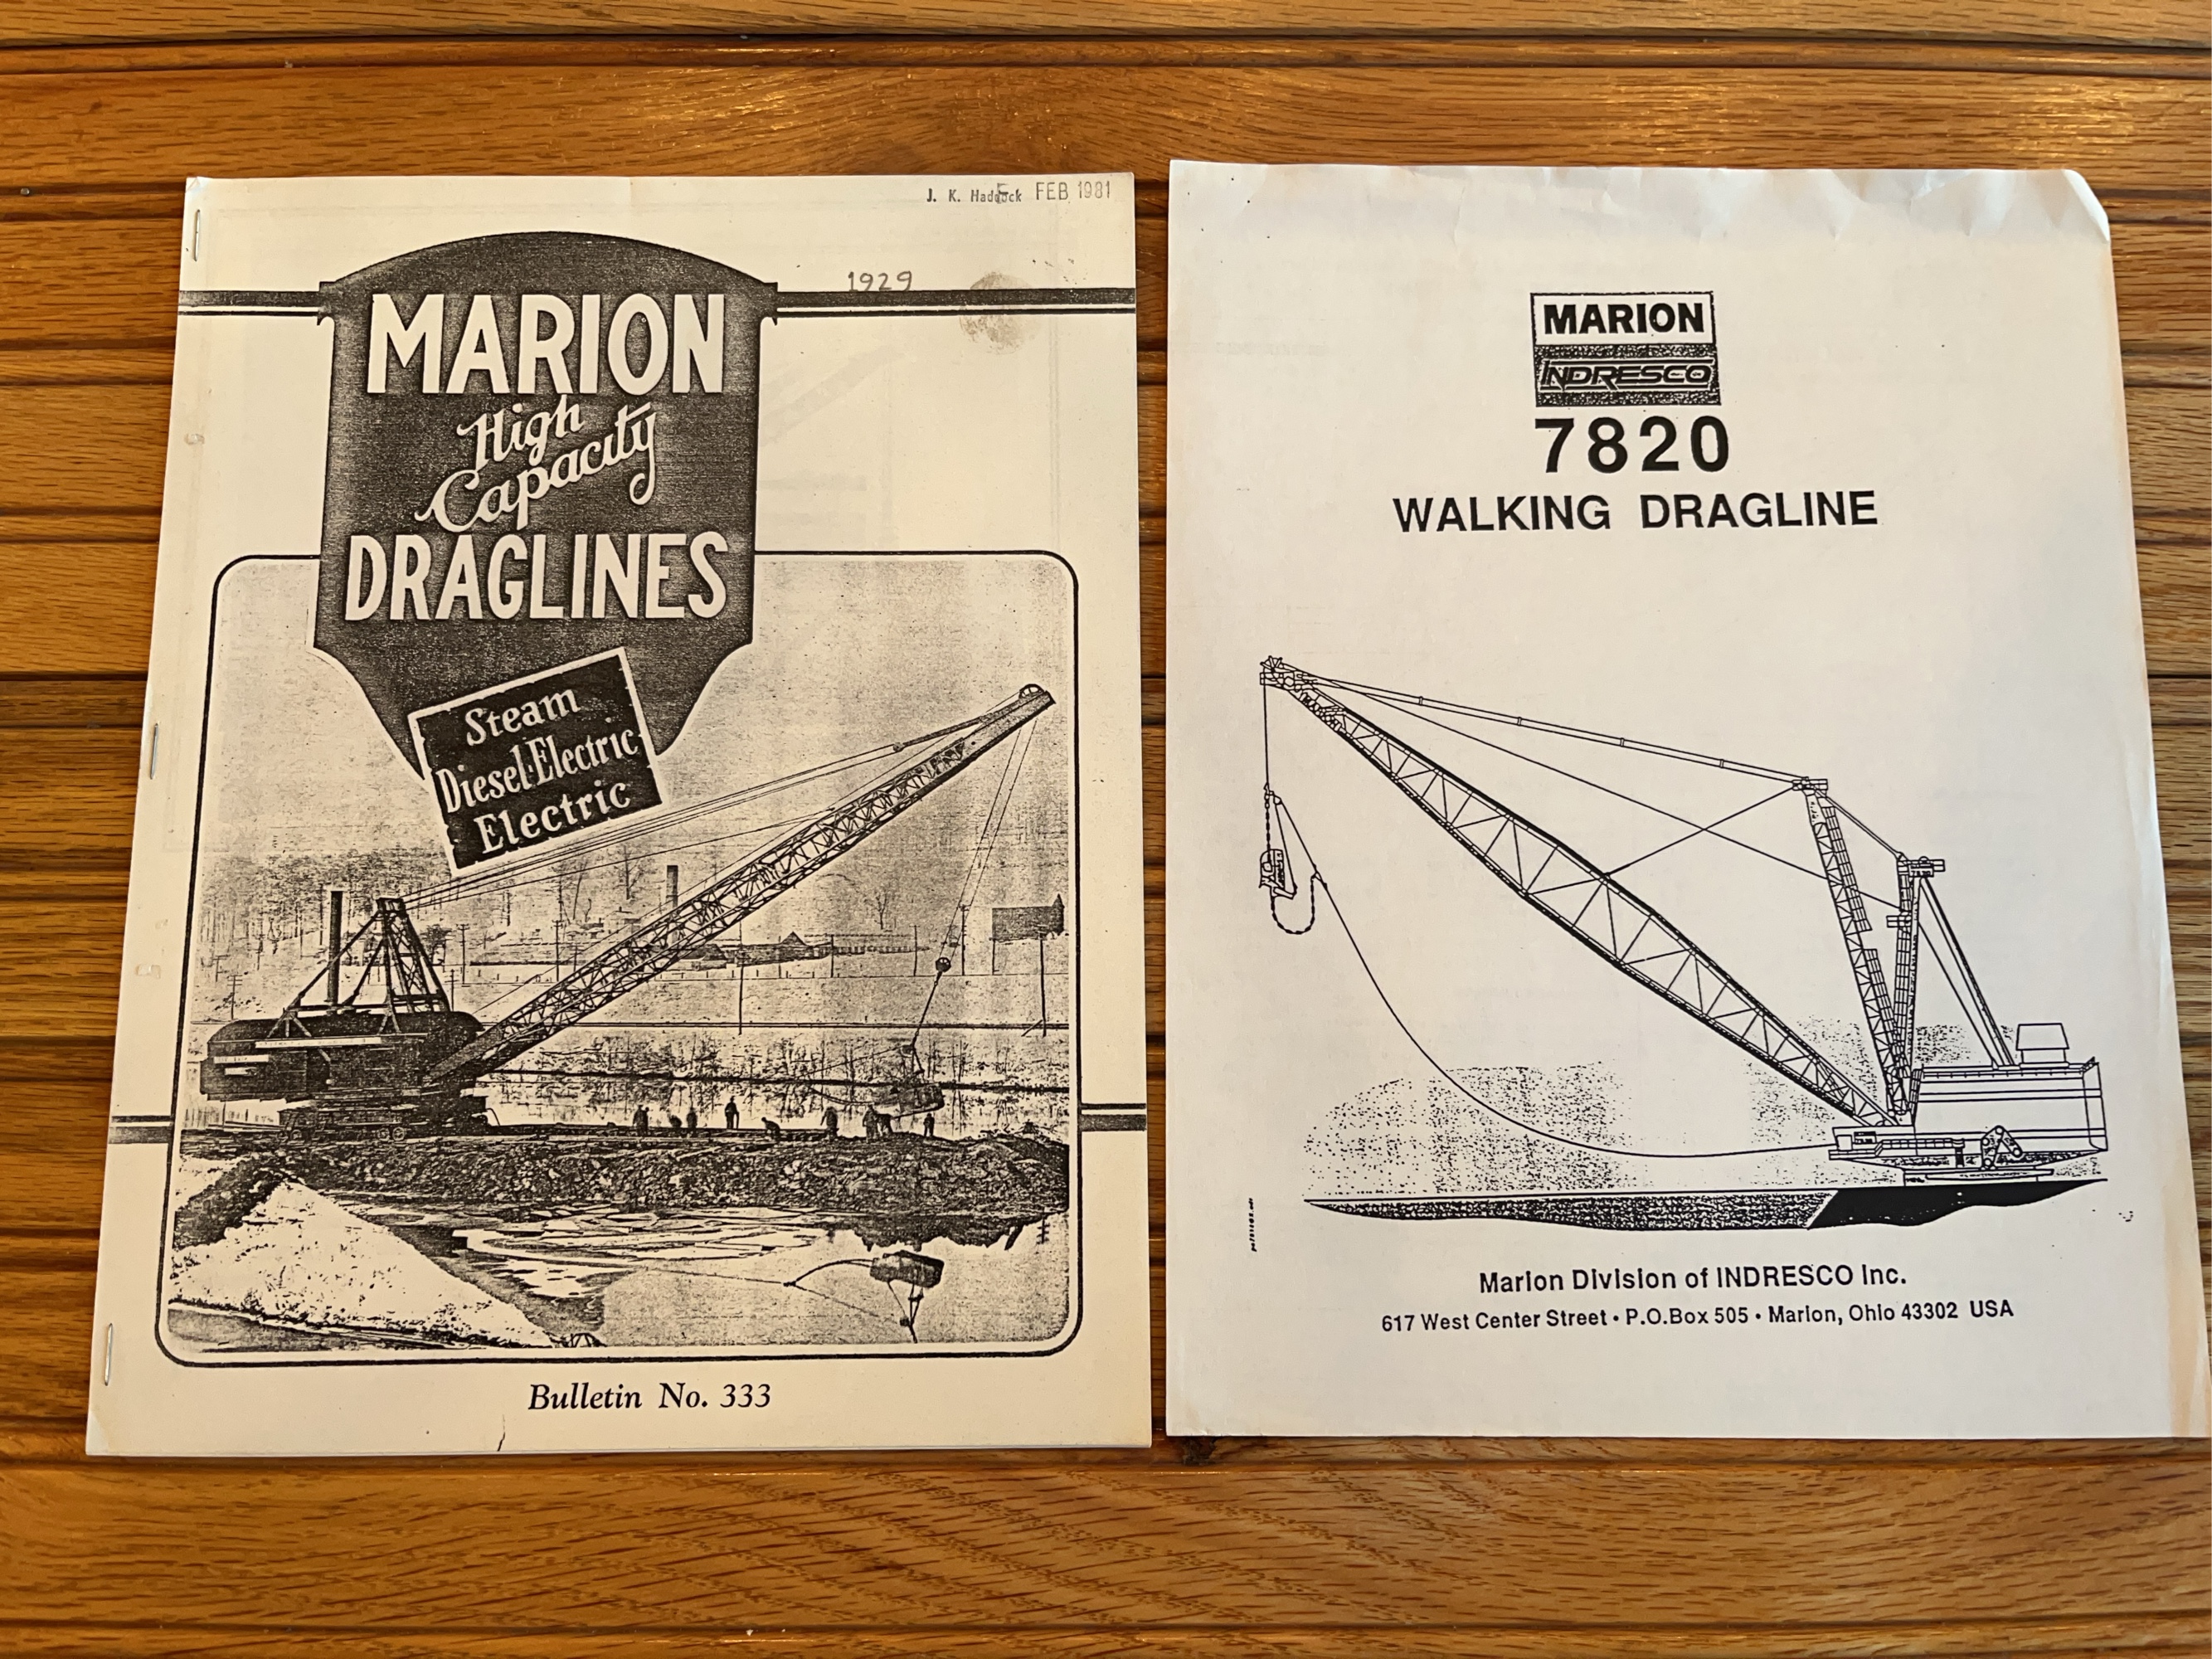 J. K. Haddock FEB 1981
1929
MARION
High
Capacity
DRAGLINES
Steam
Diesel-Electric
Electric
Bulletin No. 333
MARION
INDRESCO
7820
WALKING DRAGLINE
Marion Division of INDRESCO Inc.
617 West Center Street • P.O.Box 505 • Marion, Ohio 43302 USA